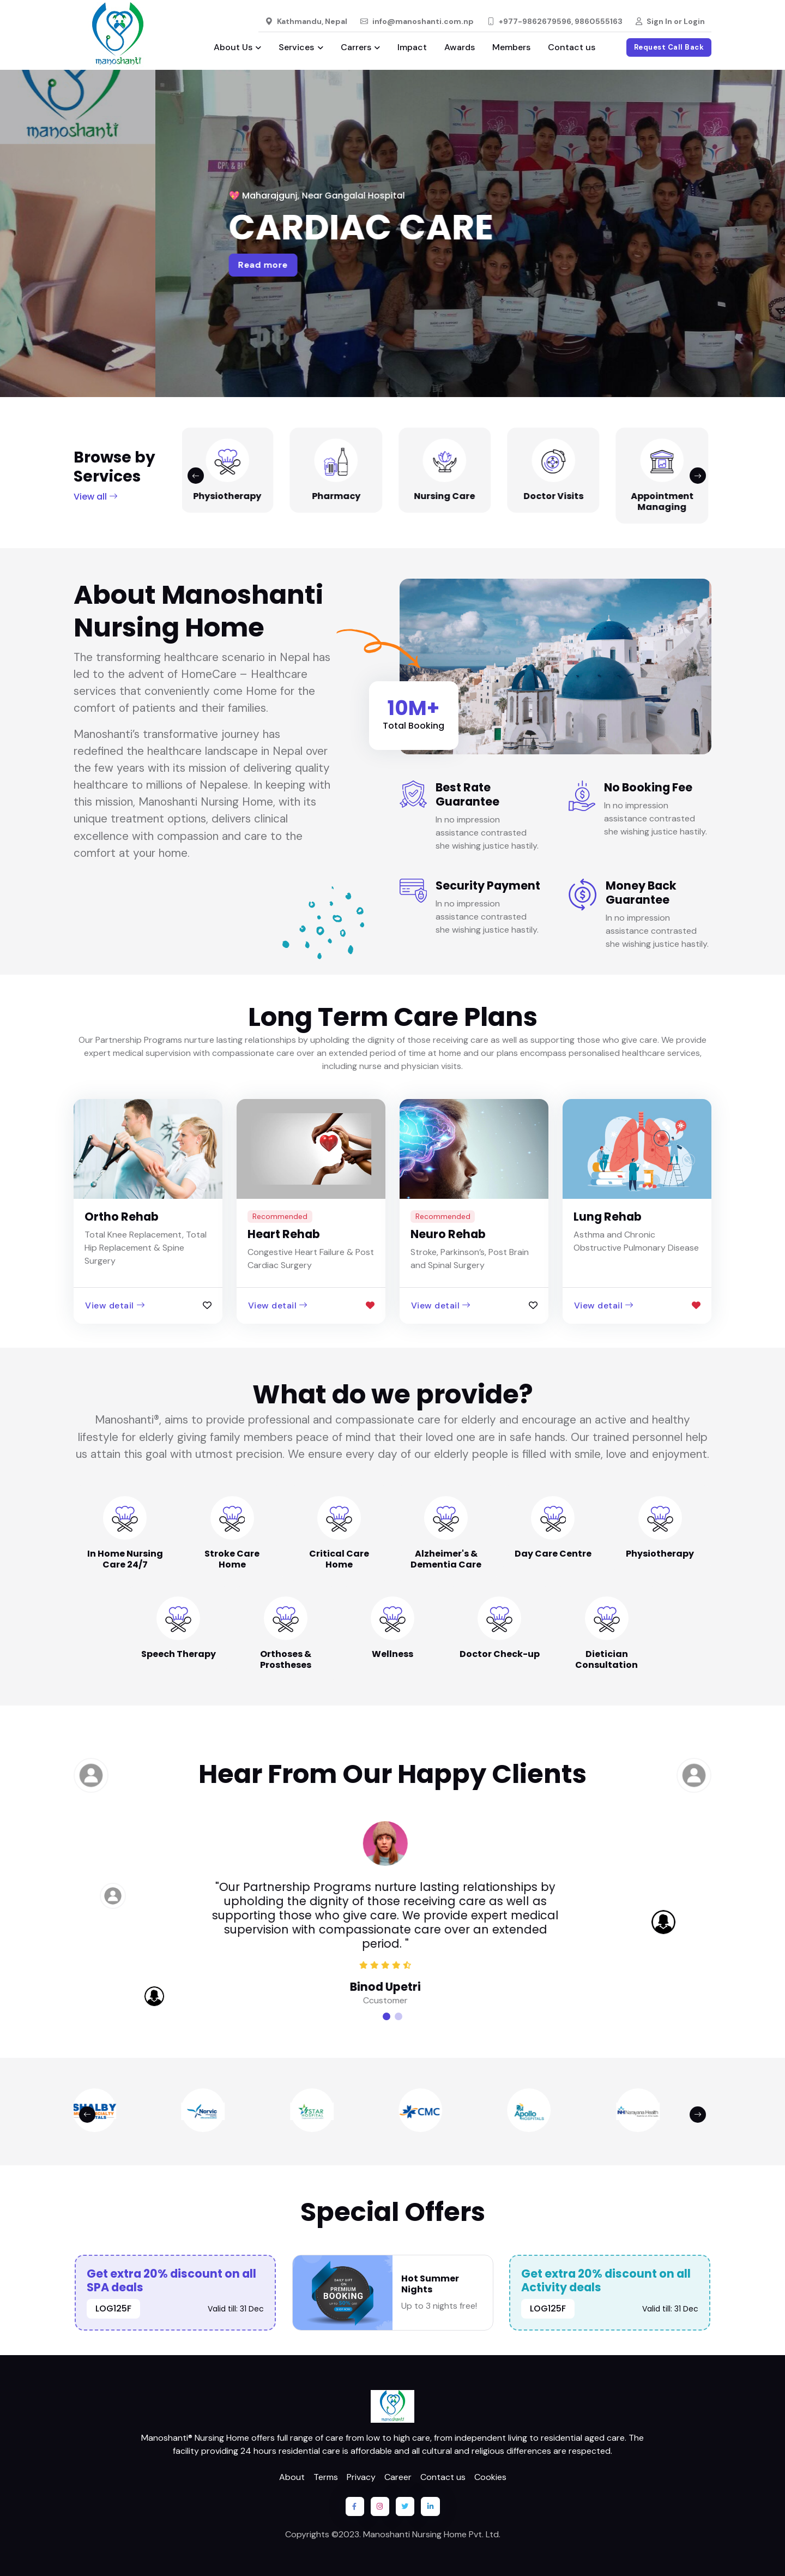 manoshanti
Kathmandu, Nepal info@manoshanti.com.np +977-9862679596, 9860555163 Sign In or Login
About Us Services Carrers Impact Awards Members Contact us Request Call Back
manoshanti
Maharajgunj, Near Gangalal Hospital
CARDIAC CARE
Read more
Browe by
Services
View all
Physiotherapy
Pharmacy
Nursing Care
Doctor Visits
Appointment
Managing
About Manoshanti
Nursing Home
The transforming healthcare scenario in Nepal has
led to the advent of HomeCare – Healthcare
services that conveniently come Home for the
comfort of patients and their families.
Manoshanti's transformative journey has
redefined the healthcare landscape in Nepal over
the few years with its mission of delivering quality
healthcare to millions of Nepalese. In keeping with
this mission, Manoshanti Nursing Home, with its
unique treatment options, delivers clinical
excellence with compassion and care to the
comfort at your home.
10M+
Total Booking
Best Rate
Guarantee
In no impression
assistance contrasted
she wishing justice hastily.
No Booking Fee
In no impression
assistance contrasted
she wishing justice hastily.
Security Payment
In no impression
assistance contrasted
she wishing justice hastily.
Money Back
Guarantee
In no impression
assistance contrasted
she wishing justice hastily.
Long Term Care Plans
Our Partnership Programs nurture lasting relationships by upholding the dignity of those receiving care as well as supporting those who give care. We provide
expert medical supervision with compassionate care over an extended period of time at home and our plans encompass personalised healthcare services,
including nurse and physician visits.
Ortho Rehab
Total Knee Replacement, Total
Hip Replacement & Spine
Surgery
View detail
Recommended
Heart Rehab
Congestive Heart Failure & Post
Cardiac Surgery
View detail
Recommended
Neuro Rehab
Stroke, Parkinson's, Post Brain
and Spinal Surgery
View detail
Lung Rehab
Asthma and Chronic
Obstructive Pulmonary Disease
View detail
What do we provide?
Manoshanti®, aims to provide professional and compassionate care for elderly and encourage an active and healthy
lifestyle for elderly giving family members peace of mind that their loved one are in safe hands. Our trained personnel help
us attain this goal with utmost precision. We ensure every day of our elderly people is filled with smile, love and enjoyment.
In Home Nursing
Care 24/7
Stroke Care
Home
Critical Care
Home
Alzheimer's &
Dementia Care
Day Care Centre
Physiotherapy
Speech Therapy
Orthoses &
Prostheses
Wellness
Doctor Check-up
Dietician
Consultation
Hear From Our Happy Clients
"Our Partnership Programs nurture lasting relationships by
upholding the dignity of those receiving care as well as
supporting those who give care. We provide expert medical
supervision with compassionate care over an extended
period. "
Binod Upetri
Ccustomer
Norvic
STAR
HOSPITAL
CMC
Apollo
HOSPITALS
Narayana Health
Special Offers
Get extra 20% discount on all
SPA deals
LOG125F Valid till: 31 Dec
DAILY GIFT
ON
PREMIUM
BOOKING
Hot Summer
Nights
Up to 3 nights free!
Get extra 20% discount on all
Activity deals
LOG125F Valid till: 31 Dec
manoshanti
Manoshanti® Nursing Home offers full range of care from low to high care, from independent living to residential aged care. The
facility providing 24 hours residential care is affordable and all cultural and religious differences are respected.
About Terms Privacy Career Contact us Cookies
Copyrights ©2023. Manoshanti Nursing Home Pvt. Ltd.